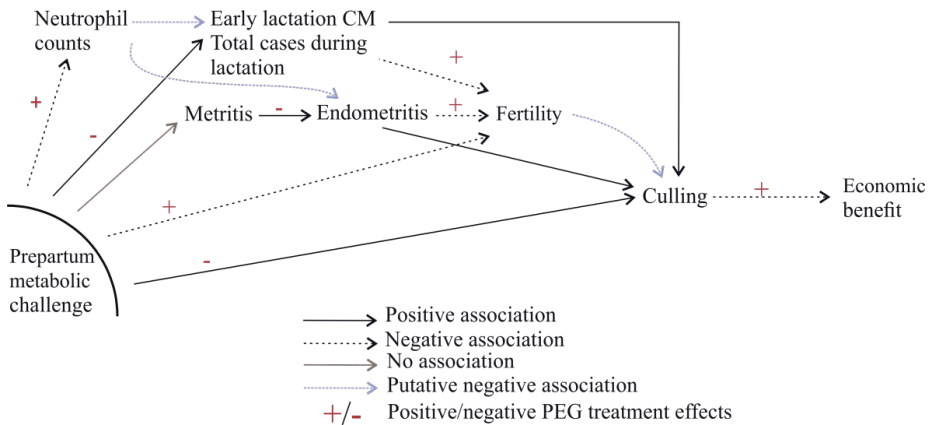 Neutrophil
counts
Early lactation CM
Total cases during
lactation
+
+
-
Metritis
-
Endometritis
+
Fertility
+
-
Culling
+
Economic
benefit
Prepartum
metabolic
challenge
Positive association
Negative association
No association
Putative negative association
+/- Positive/negative PEG treatment effects